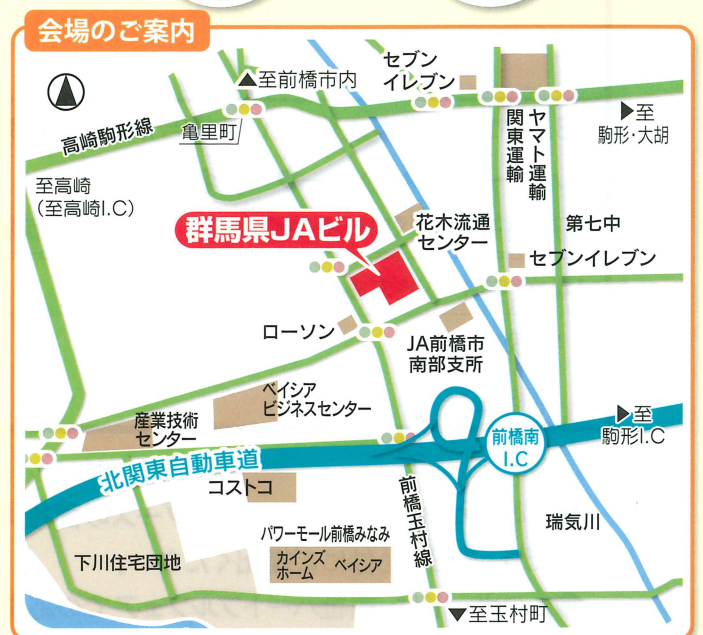 会場のご案内
▲至前橋市内
セブン
イレブン
高崎駒形線
亀里町
関東運輸
ヤマト運輸
▶至
駒形・大胡
至高崎
(至高崎I.C)
群馬県JAビル
花木流通
センター
第七中
セブンイレブン
ローソン
JA前橋市
南部支所
ベイシア
ビジネスセンター
産業技術
センター
前橋南
I.C
▶至
駒形I.C
北関東自動車道
コストコ
前橋玉村線
瑞気川
パワーモール前橋みなみ
カインズ
ホーム
ベイシア
下川住宅団地
▼至玉村町